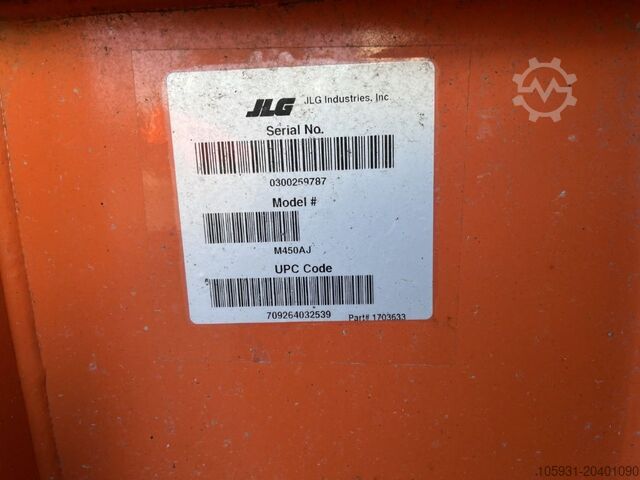 JLG JLG Industries, Inc
Serial No.
0300259787
Model #
M450AJ
UPC Code
709264032539 Part# 1703633
105931-20401090